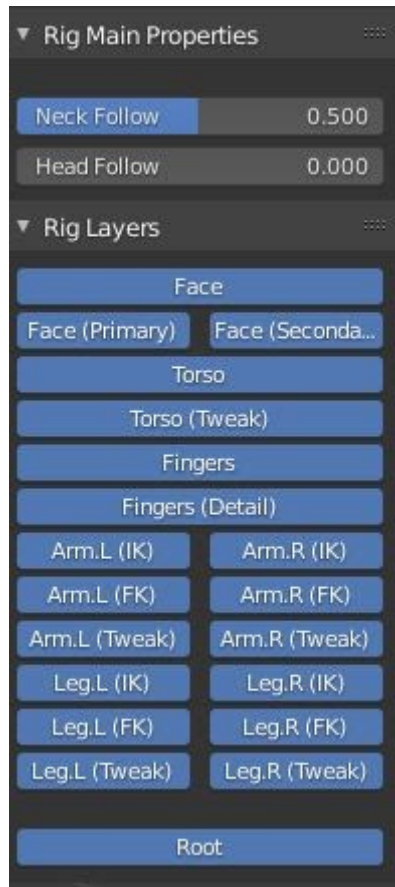 Rig Main Properties
Neck Follow 0.500
Head Follow 0.000
Rig Layers
Face
Face (Primary) Face (Seconda...
Torso
Torso (Tweak)
Fingers
Fingers (Detail)
Arm.L (IK) Arm.R (IK)
Arm.L (FK) Arm.R (FK)
Arm.L (Tweak) Arm.R (Tweak)
Leg.L (IK) Leg.R (IK)
Leg.L (FK) Leg.R (FK)
Leg.L (Tweak) Leg.R (Tweak)
Root